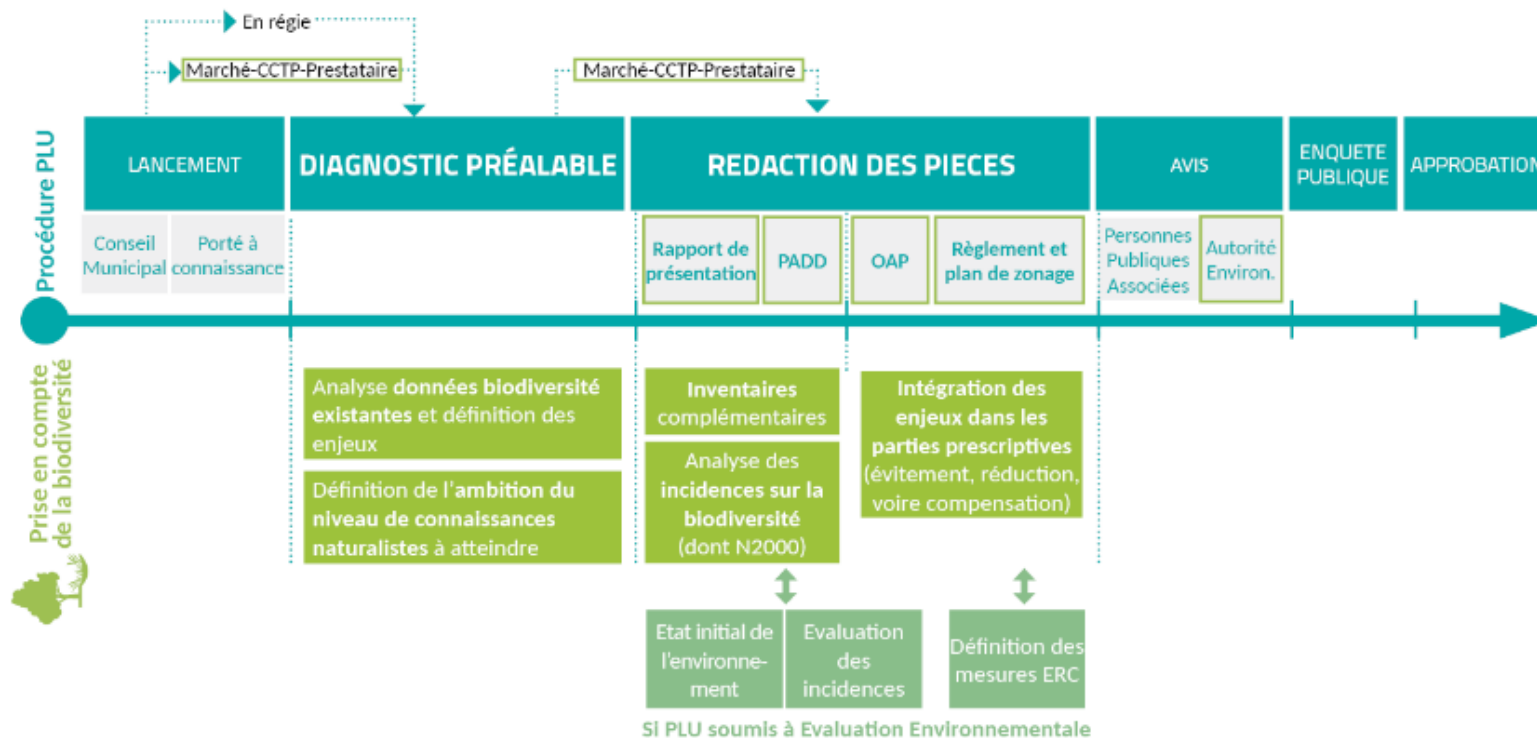 En régie
Marché-CCTP-Prestataire
Marché-CCTP-Prestataire
Procédure PLU
LANCEMENT
DIAGNOSTIC PRÉALABLE
REDACTION DES PIECES
AVIS
ENQUETE
PUBLIQUE
APPROBATION
Conseil
Municipal
Porté à
connaissance
Rapport de
présentation
PADD
OAP
Règlement et
plan de zonage
Personnes
Publiques
Associées
Autorité
Environ.
Prise en compte
de la biodiversité
Analyse données biodiversité
existantes et définition des
enjeux
Définition de l'ambition du
niveau de connaissances
naturalistes à atteindre
Inventaires
complémentaires
Analyse des
incidences sur la
biodiversité
(dont N2000)
Intégration des
enjeux dans les
parties prescriptives
(évitement, réduction,
voire compensation)
Etat initial de
l'environne-
ment
Evaluation
des
incidences
Définition des
mesures ERC
Si PLU soumis à Evaluation Environnementale